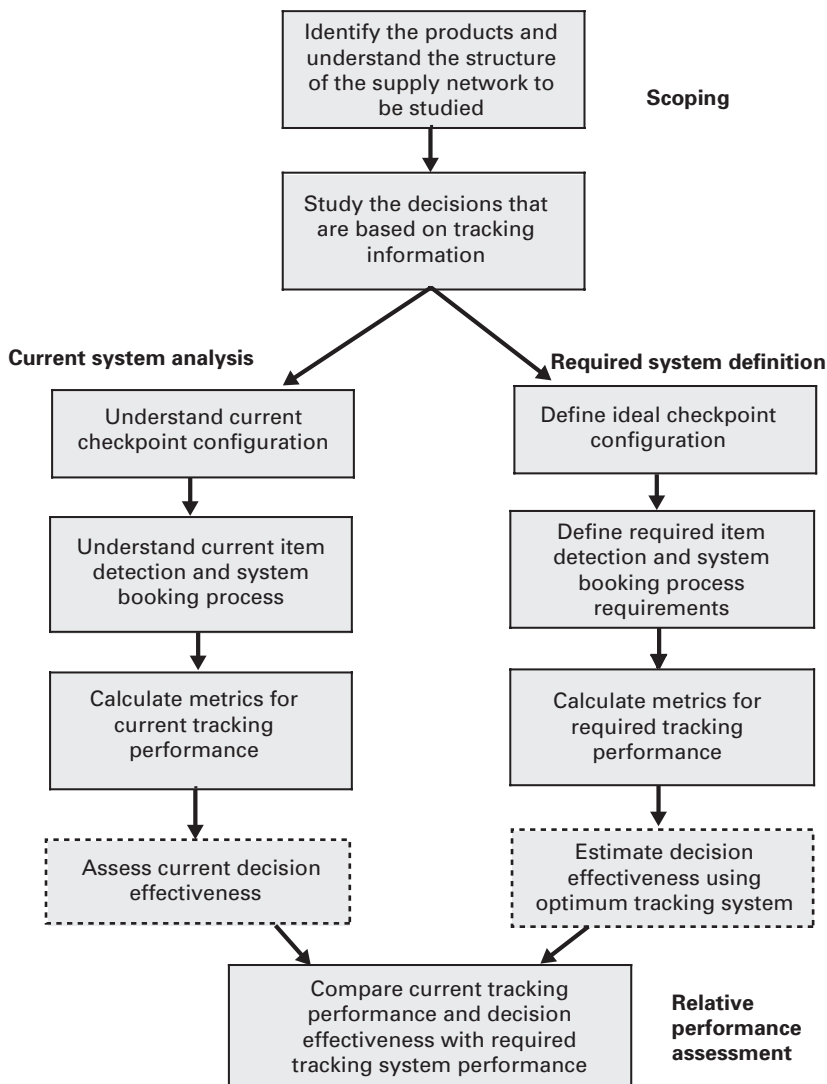 Identify the products and
understand the structure
of the supply network to
be studied
Scoping
Study the decisions that
are based on tracking
information
Current system analysis
Required system definition
Understand current
checkpoint configuration
Define ideal checkpoint
configuration
Understand current item
detection and system
booking process
Define required item
detection and system
booking process
requirements
Calculate metrics for
current tracking
performance
Calculate metrics for
required tracking
performance
Assess current decision
effectiveness
Estimate decision
effectiveness using
optimum tracking system
Compare current tracking
performance and decision
effectiveness with required
tracking system performance
Relative
performance
assessment